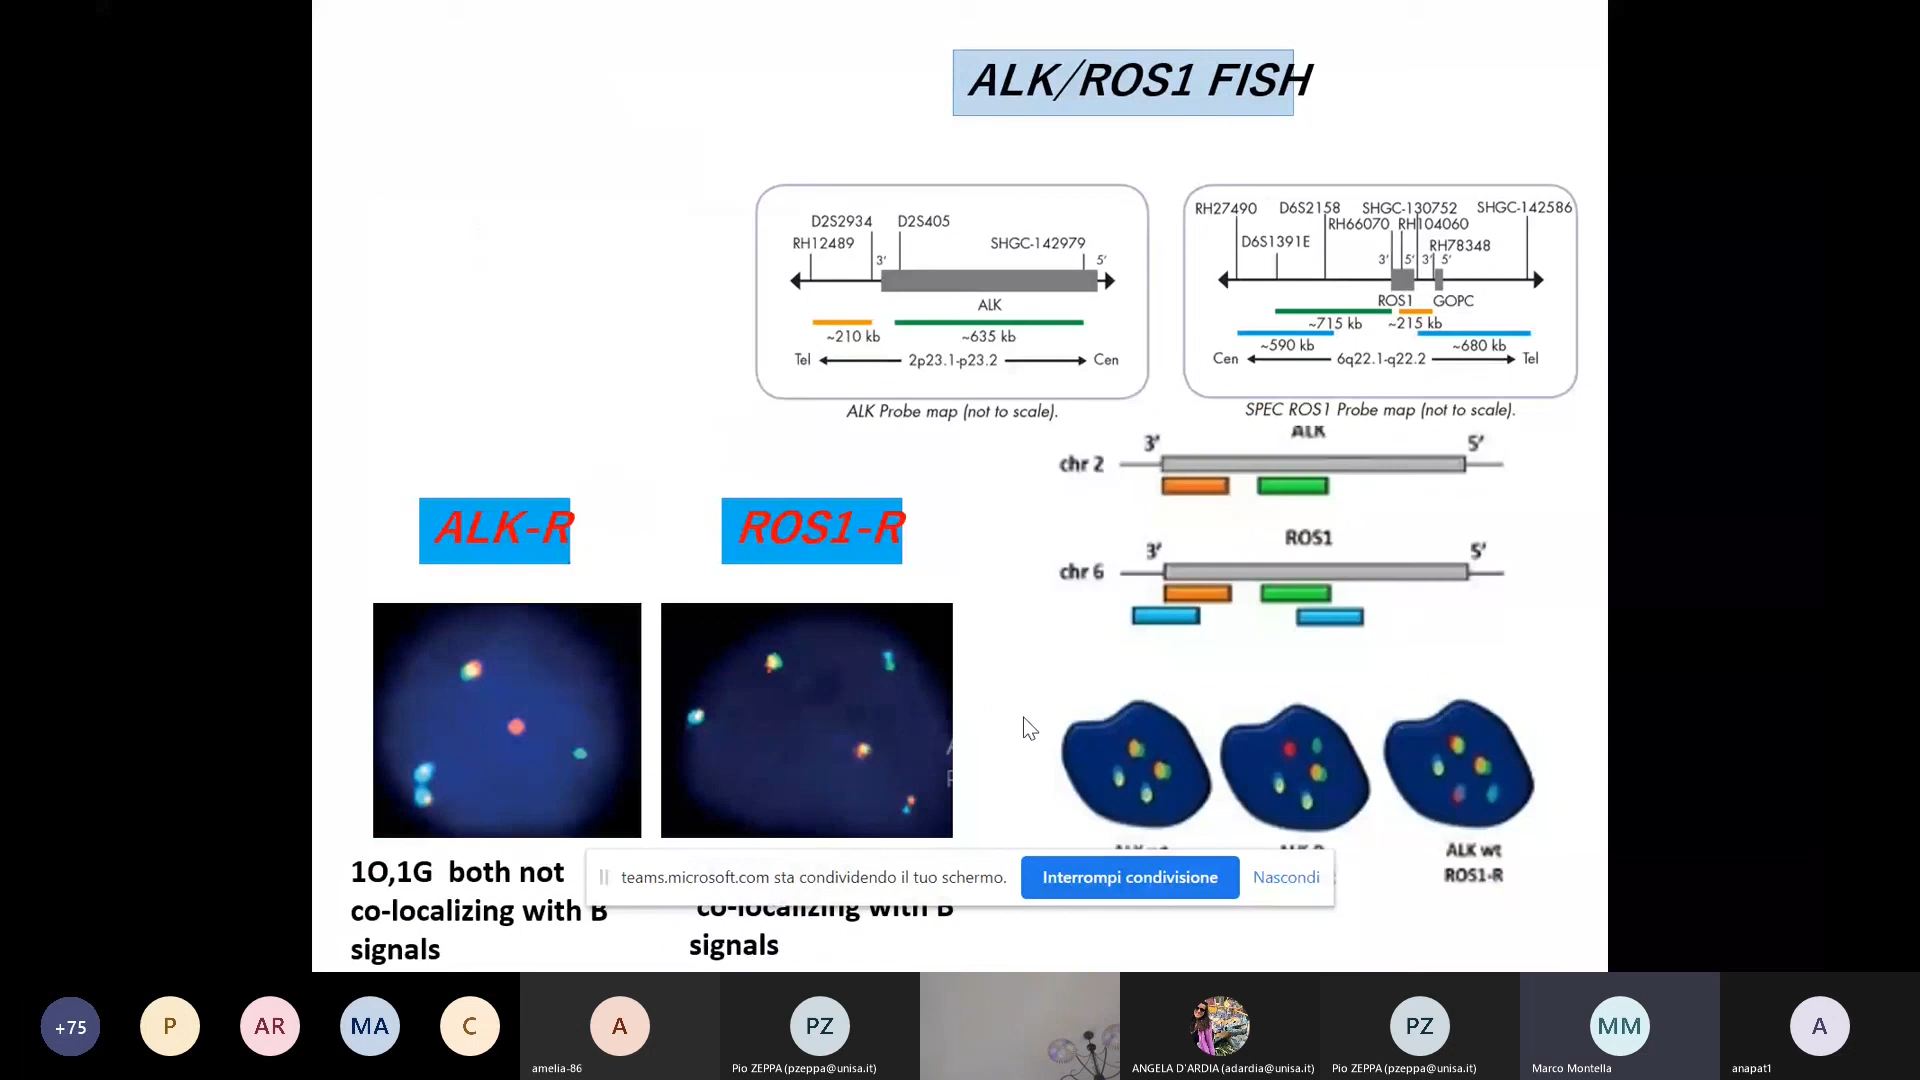 ALK/ROS1 FISH
D2S2934
D2S405
RH12489
SHGC-142979
3'
5'
ALK
~210 kb
~635 kb
Tel
2p23.1-p23.2
Cen
ALK Probe map (not to scale).
RH27490
D6S2158
SHGC-130752
SHGC-142586
RH66070
RH104060
D6S1391E
RH78348
3'
5'
3'
5'
ROS1
GOPC
~715 kb
~215 kb
~590 kb
~680 kb
Cen
6q22.1-q22.2
Tel
SPEC ROS1 Probe map (not to scale).
ALK
3'
5'
chr 2
ROS1
3'
5'
chr 6
ALK-R
ROS1-R
ALK wt
ROS1-R
1O,1G both not
co-localizing with B
signals
co-localizing with B
signals
teams.microsoft.com sta condividendo il tuo schermo.
Interrompi condivisione
Nascondi
+75
P
AR
MA
C
A
PZ
PZ
MM
A
amelia-86
Pio ZEPPA (pzeppa@unisa.it)
ANGELA D'ARDIA (adardia@unisa.it)
Pio ZEPPA (pzeppa@unisa.it)
Marco Montella
anapat1